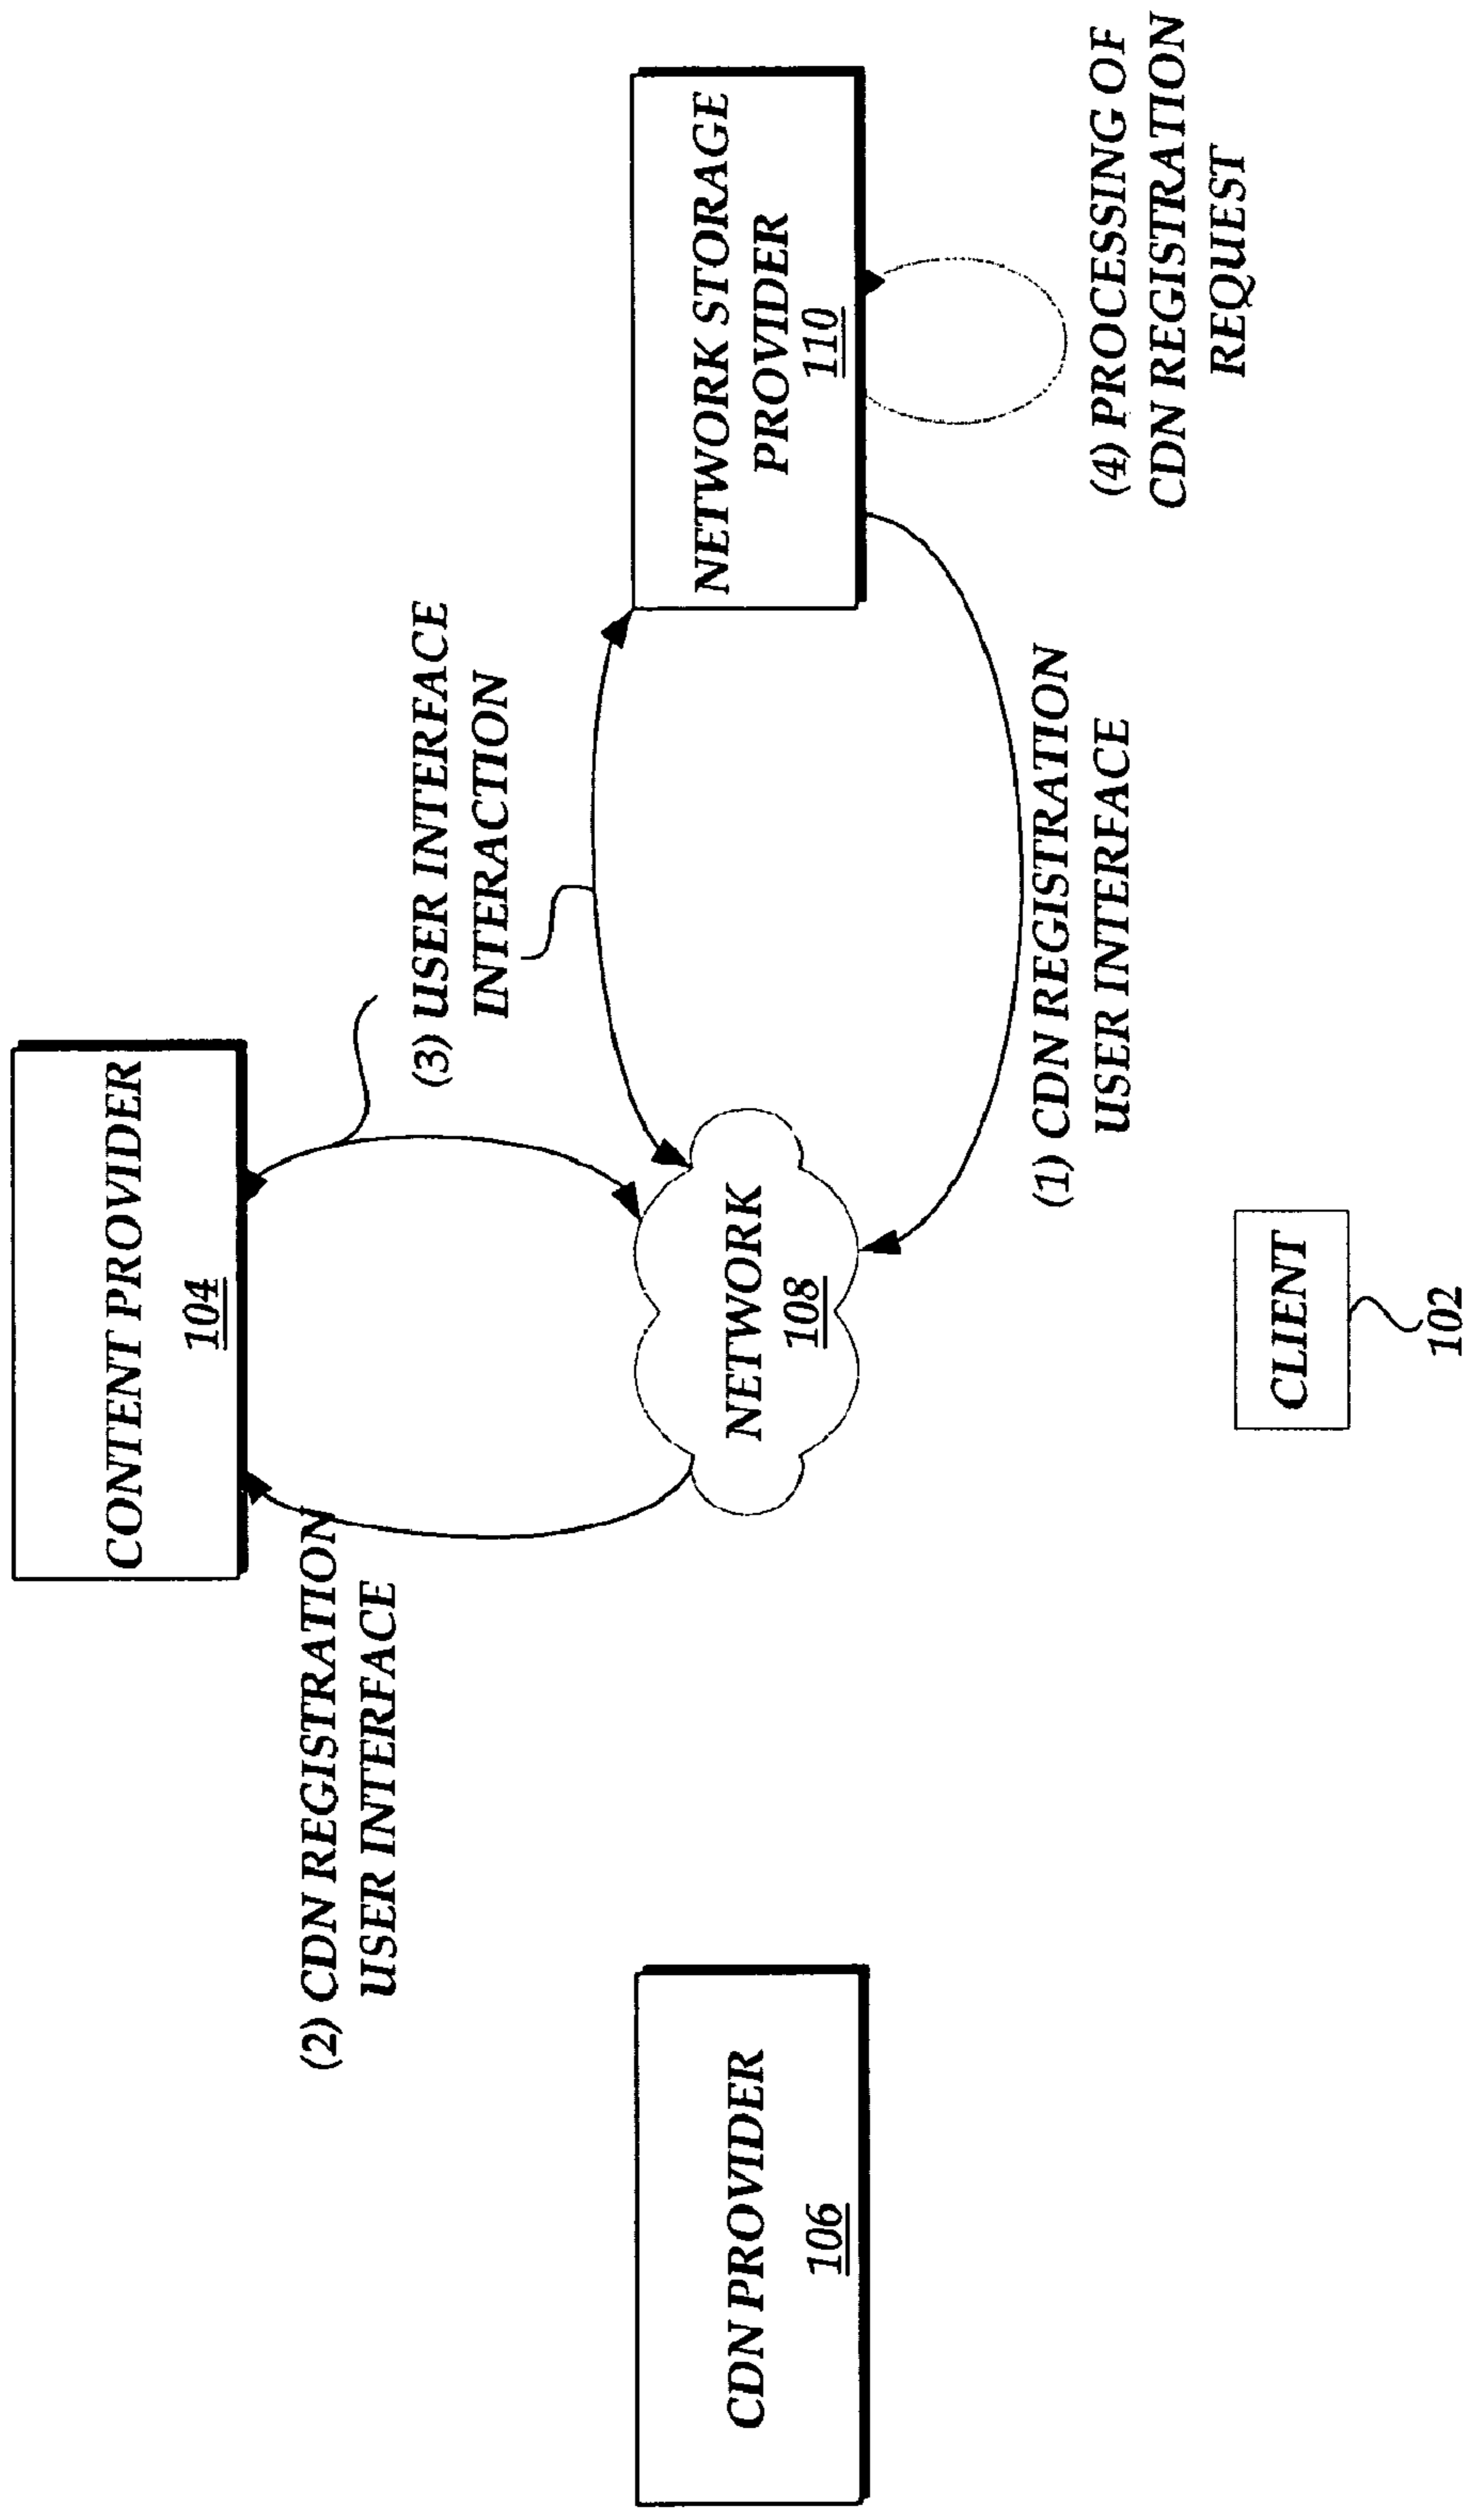 CONTENT PROVIDER
104
(2) CDN REGISTRATION
USER INTERFACE
(3) USER INTERFACE
INTERACTION
CDN PROVIDER
106
NETWORK
108
NETWORK STORAGE
PROVIDER
110
(1) CDN REGISTRATION
USER INTERFACE
(4) PROCESSING OF
CDN REGISTRATION
REQUEST
CLIENT
102